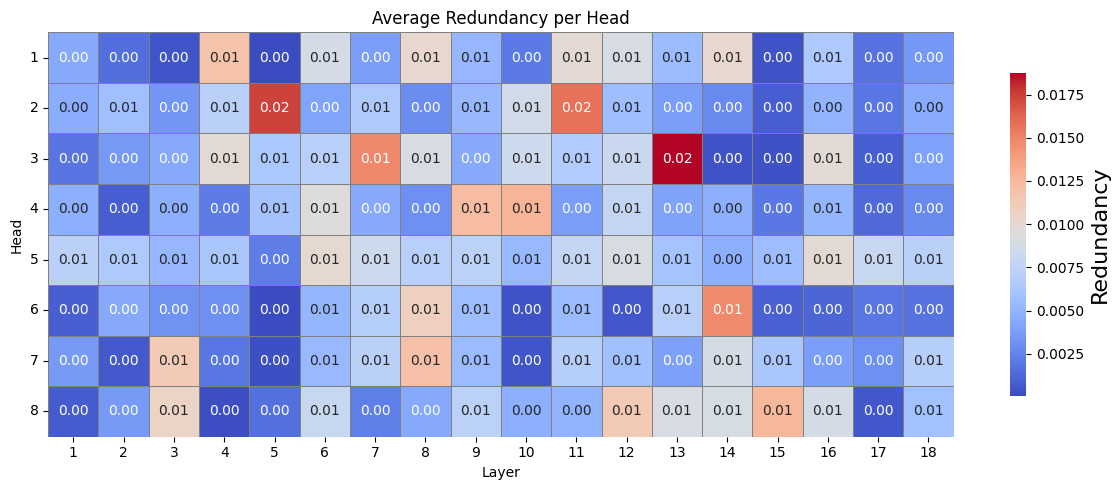 Average Redundancy per Head
1 0.00 0.00 0.00 0.01 0.00 0.01 0.00 0.01 0.01 0.00 0.01 0.01 0.01 0.01 0.00 0.01 0.00 0.00
2 0.00 0.01 0.00 0.01 0.02 0.00 0.01 0.00 0.01 0.01 0.02 0.01 0.00 0.00 0.00 0.00 0.00 0.00
3 0.00 0.00 0.00 0.01 0.01 0.01 0.01 0.01 0.00 0.01 0.01 0.01 0.02 0.00 0.00 0.01 0.00 0.00
4 0.00 0.00 0.00 0.00 0.01 0.01 0.00 0.00 0.01 0.01 0.00 0.01 0.00 0.00 0.00 0.01 0.00 0.00
5 0.01 0.01 0.01 0.01 0.00 0.01 0.01 0.01 0.01 0.01 0.01 0.01 0.01 0.00 0.01 0.01 0.01 0.01
6 0.00 0.00 0.00 0.00 0.00 0.01 0.01 0.01 0.01 0.00 0.01 0.00 0.01 0.01 0.00 0.00 0.00 0.00
7 0.00 0.00 0.01 0.00 0.00 0.01 0.01 0.01 0.01 0.00 0.01 0.01 0.00 0.01 0.01 0.00 0.00 0.01
8 0.00 0.00 0.01 0.00 0.00 0.01 0.00 0.00 0.01 0.00 0.00 0.01 0.01 0.01 0.01 0.01 0.00 0.01
Head
1 2 3 4 5 6 7 8 9 10 11 12 13 14 15 16 17 18
Layer
0.0175
0.0150
0.0125
0.0100
0.0075
0.0050
0.0025
Redundancy